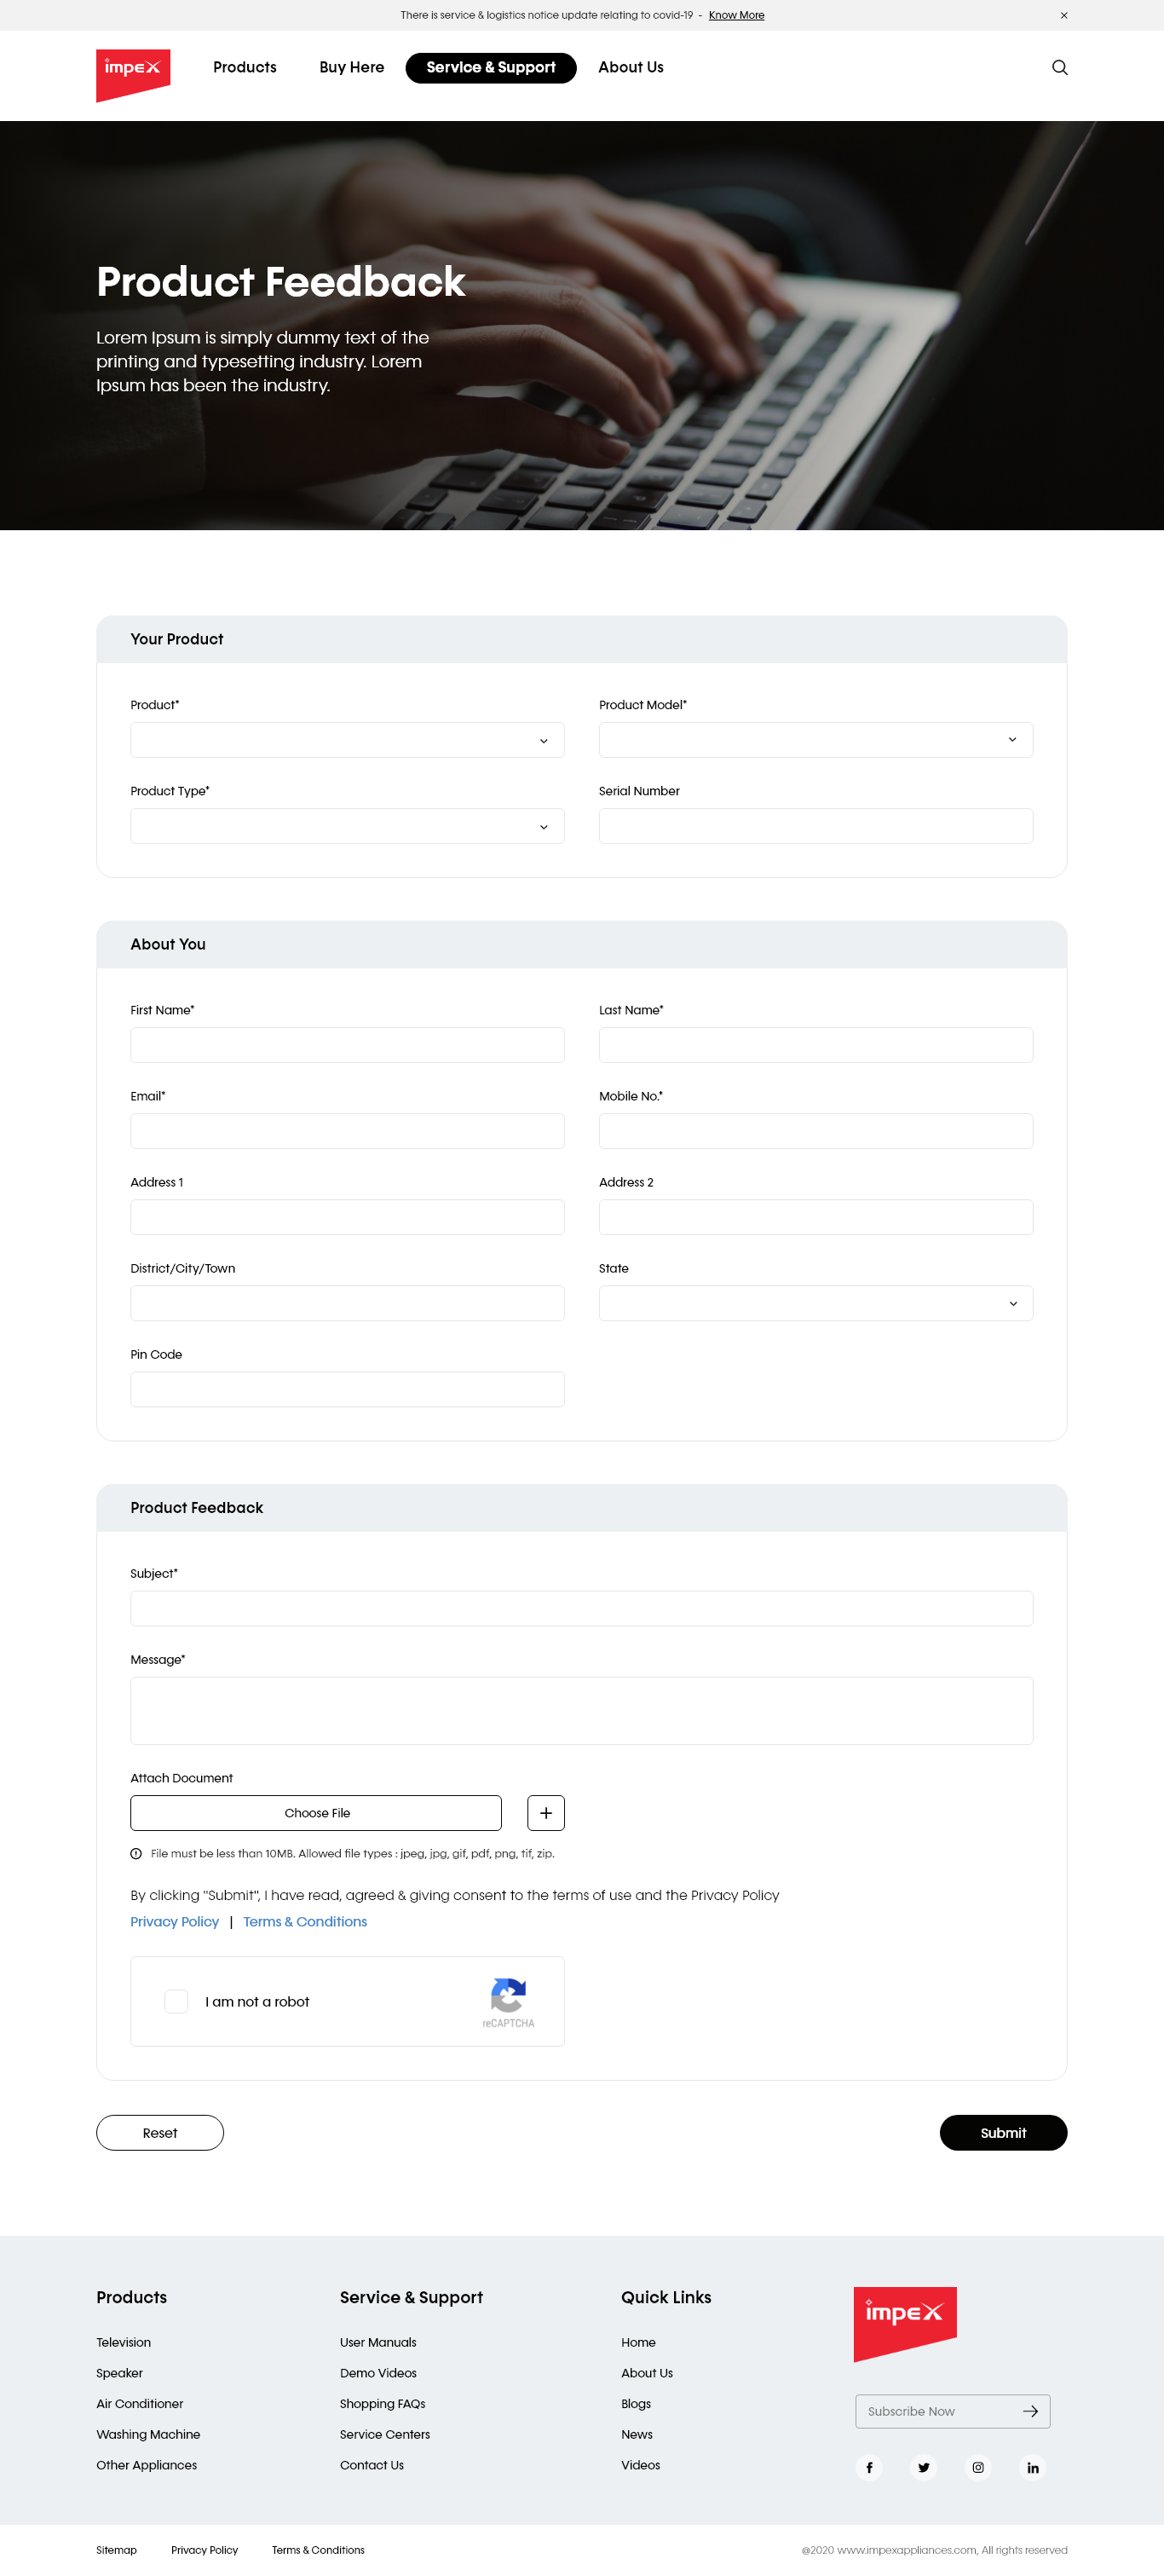 There is service & logistics notice update relating to covid-19 - Know More
impex
Products Buy Here Service & Support About Us
Product Feedback
Lorem Ipsum is simply dummy text of the
printing and typesetting industry. Lorem
Ipsum has been the industry.
Your Product
Product* Product Model*
Product Type* Serial Number
About You
First Name* Last Name*
Email* Mobile No.*
Address 1 Address 2
District/City/Town State
Pin Code
Product Feedback
Subject*
Message*
Attach Document
Choose File +
File must be less than 10MB. Allowed file types : jpeg, jpg, gif, pdf, png, tif, zip.
By clicking "Submit", I have read, agreed & giving consent to the terms of use and the Privacy Policy
Privacy Policy | Terms & Conditions
I am not a robot
reCAPTCHA
Reset Submit
Products Service & Support Quick Links
impex
Television User Manuals Home
Speaker Demo Videos About Us
Air Conditioner Shopping FAQs Blogs
Subscribe Now
Washing Machine Service Centers News
Other Appliances Contact Us Videos
Sitemap Privacy Policy Terms & Conditions @2020 www.impexappliances.com, All rights reserved